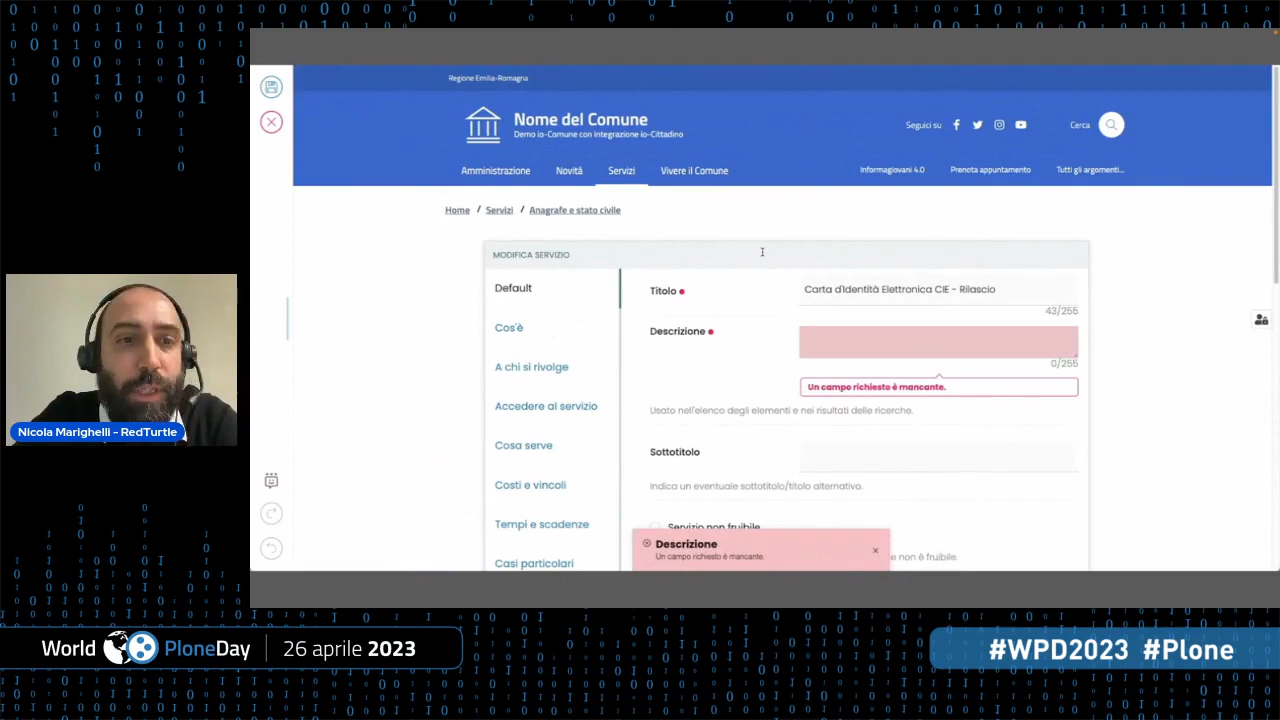 Regione Emilia-Romagna
Nome del Comune
Demo io-Comune con integrazione io-Cittadino
Seguici su
Cerca
Amministrazione
Novità
Servizi
Vivere il Comune
Informagiovani 4.0
Prenota appuntamento
Tutti gli argomenti...
Home / Servizi / Anagrafe e stato civile
MODIFICA SERVIZIO
Default
Cos'è
A chi si rivolge
Accedere al servizio
Cosa serve
Costi e vincoli
Tempi e scadenze
Casi particolari
Titolo
Carta d'Identità Elettronica CIE - Rilascio
43/255
Descrizione
0/255
Un campo richiesto è mancante.
Usato nell'elenco degli elementi e nei risultati delle ricerche.
Sottotitolo
Indica un eventuale sottotitolo/titolo alternativo.
Servizio non fruibile
e non è fruibile.
Descrizione
Un campo richiesto è mancante.
Nicola Marighelli - RedTurtle
World PloneDay | 26 aprile 2023
#WPD2023 #Plone